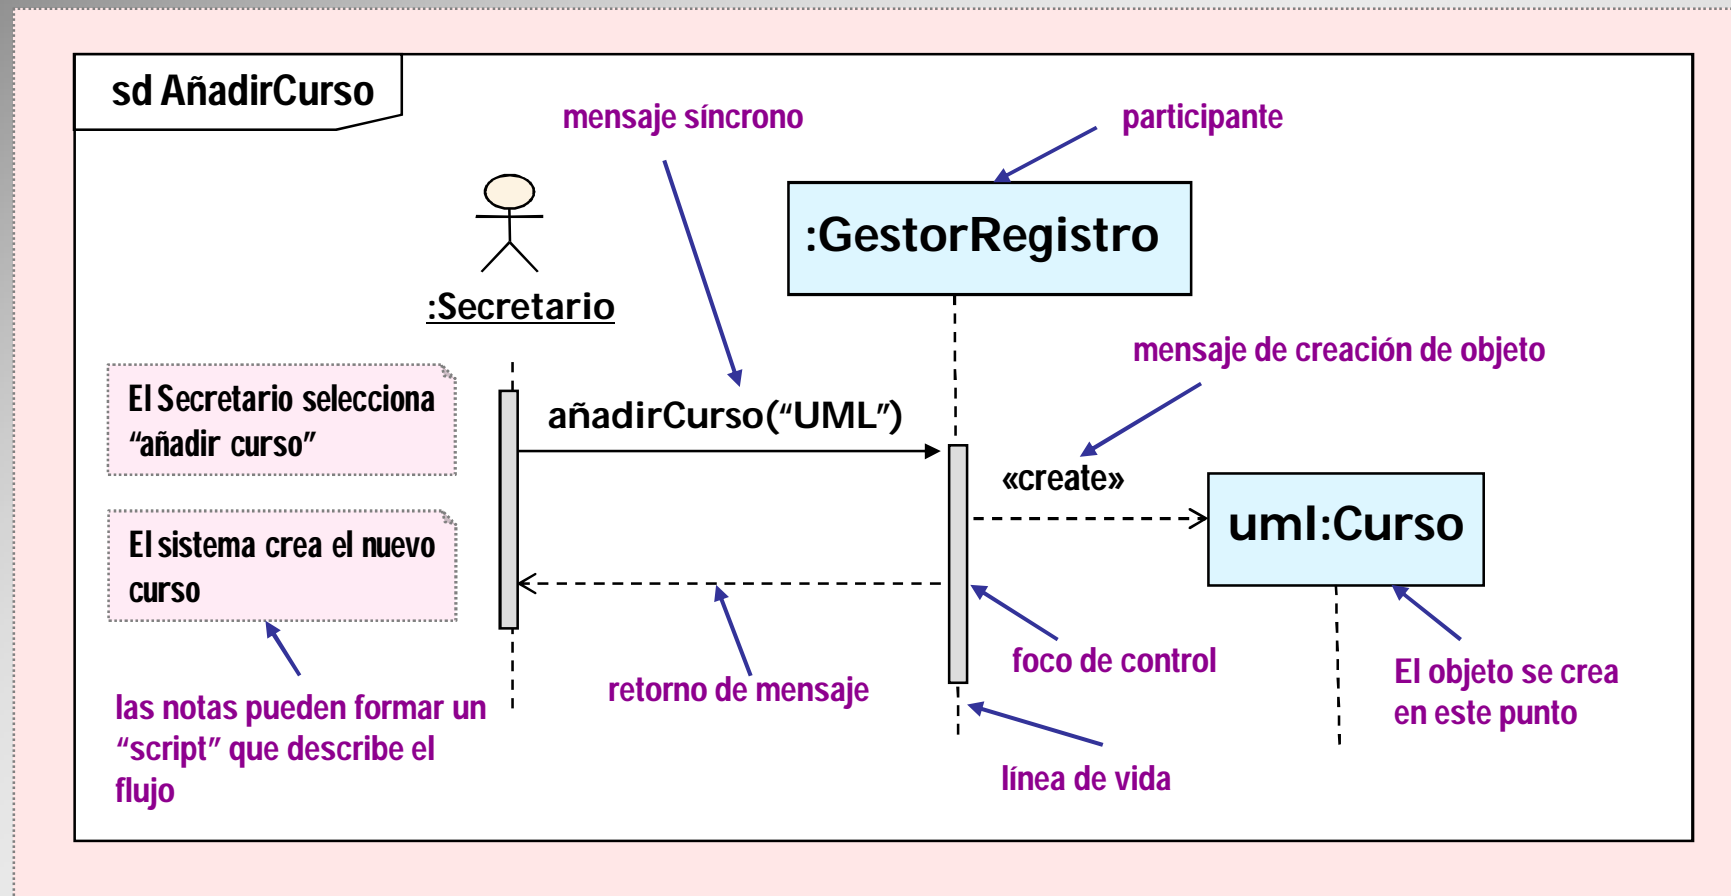 sd AñadirCurso
mensaje síncrono
participante
:GestorRegistro
:Secretario
mensaje de creación de objeto
El Secretario selecciona
“añadir curso”
añadirCurso(“UML”)
«create»
uml:Curso
El sistema crea el nuevo
curso
foco de control
retorno de mensaje
El objeto se crea
en este punto
las notas pueden formar un
“script” que describe el
flujo
línea de vida